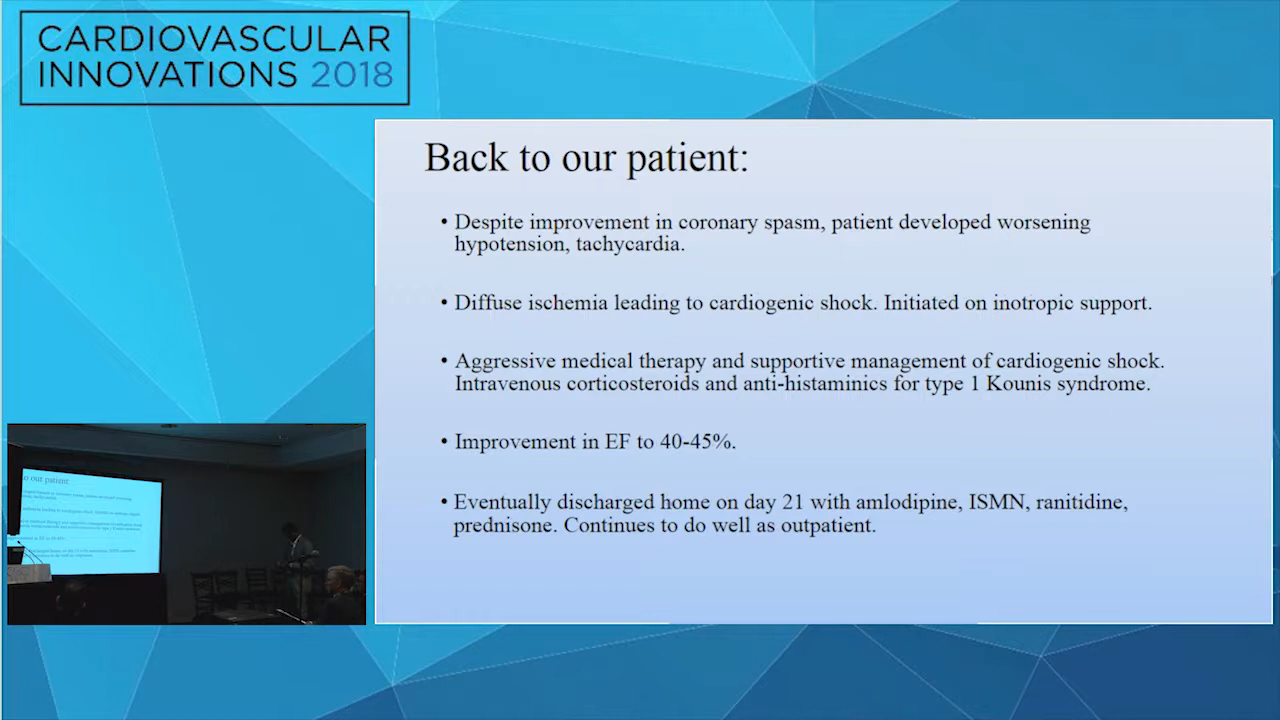 CARDIOVASCULAR
INNOVATIONS 2018
Back to our patient:
• Despite improvement in coronary spasm, patient developed worsening
hypotension, tachycardia.
• Diffuse ischemia leading to cardiogenic shock. Initiated on inotropic support.
• Aggressive medical therapy and supportive management of cardiogenic shock.
Intravenous corticosteroids and anti-histaminics for type 1 Kounis syndrome.
• Improvement in EF to 40-45%.
• Eventually discharged home on day 21 with amlodipine, ISMN, ranitidine,
prednisone. Continues to do well as outpatient.
to our patient